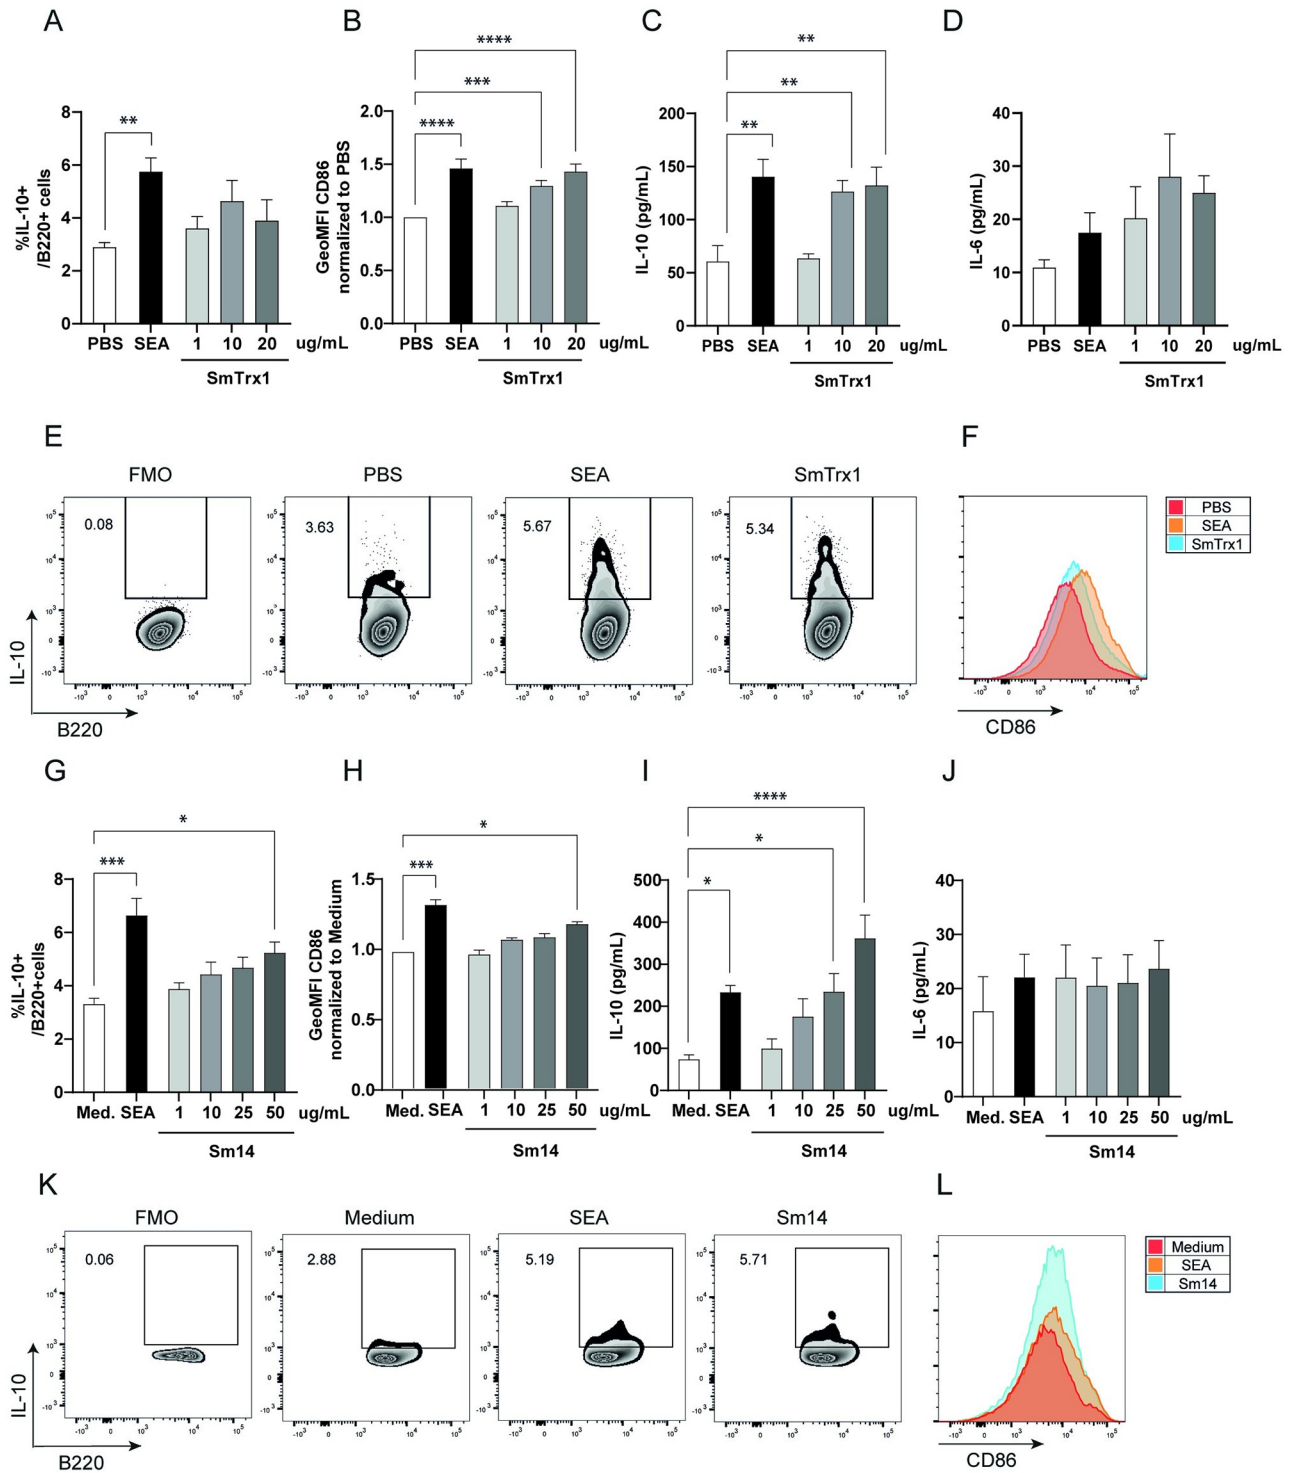 A
B
C
D
**
8
6
4
2
0
%IL-10+
/B220+ cells
PBS SEA 1 10 20 ug/mL
SmTrx1
****
***
****
2.0
1.5
1.0
0.5
0.0
GeoMFI CD86
normalized to PBS
PBS SEA 1 10 20 ug/mL
SmTrx1
**
**
**
200
150
100
50
0
IL-10 (pg/mL)
PBS SEA 1 10 20 ug/mL
SmTrx1
40
30
20
10
0
IL-6 (pg/mL)
PBS SEA 1 10 20 ug/mL
SmTrx1
E
F
FMO PBS SEA SmTrx1
0.08
3.63
5.67
5.34
IL-10
B220
PBS
SEA
SmTrx1
CD86
G
H
I
J
*
***
8
6
4
2
0
%IL-10+
/B220+cells
Med. SEA 1 10 25 50 ug/mL
Sm14
*
***
1.5
1.0
0.5
0.0
GeoMFI CD86
normalized to Medium
Med. SEA 1 10 25 50 ug/mL
Sm14
****
*
*
500
400
300
200
100
0
IL-10 (pg/mL)
Med. SEA 1 10 25 50 ug/mL
Sm14
40
30
20
10
0
IL-6 (pg/mL)
Med. SEA 1 10 25 50 ug/mL
Sm14
K
L
FMO Medium SEA Sm14
0.06
2.88
5.19
5.71
IL-10
B220
Medium
SEA
Sm14
CD86